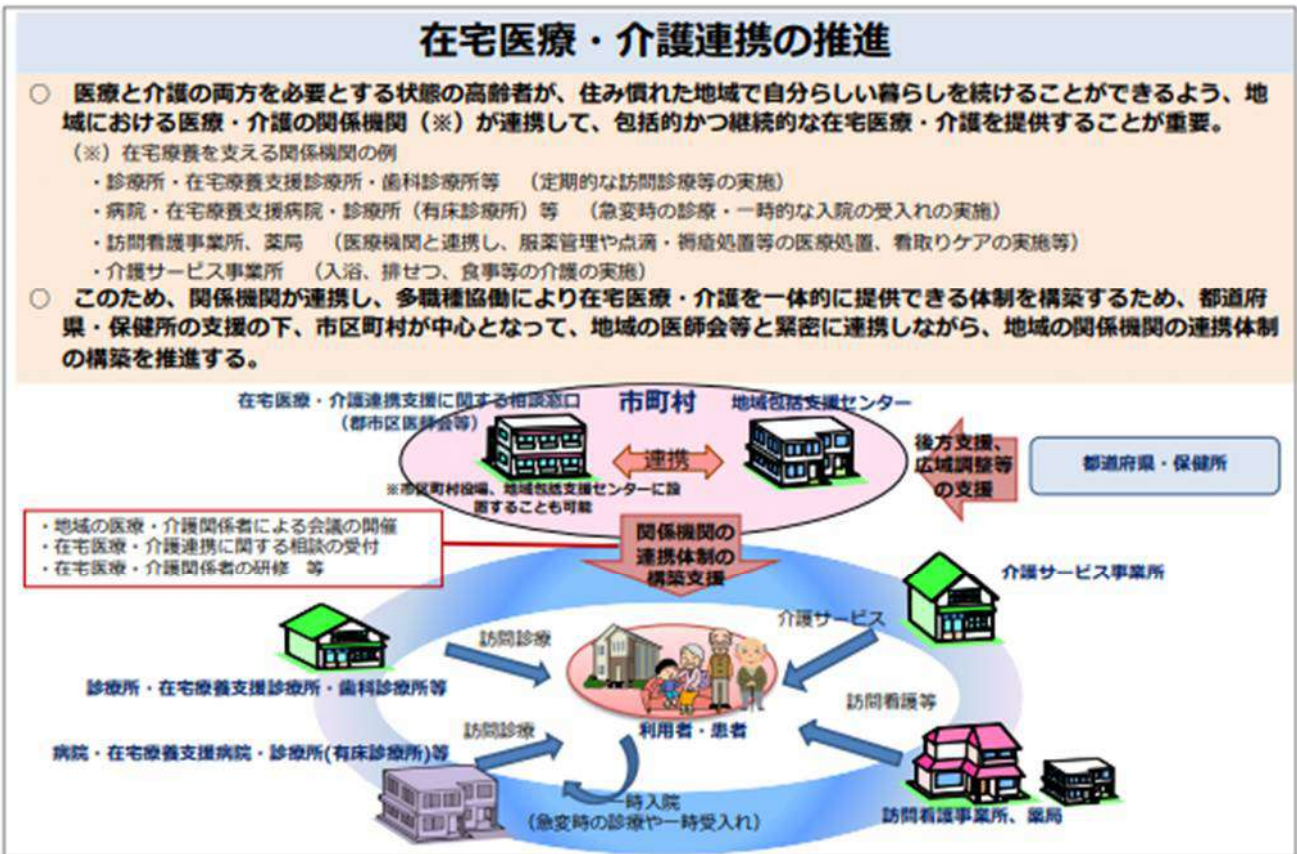 在宅医療・介護連携の推進
○　医療と介護の両方を必要とする状態の高齢者が、住み慣れた地域で自分らしい暮らしを続けることができるよう、地
域における医療・介護の関係機関（※）が連携して、包括的かつ継続的な在宅医療・介護を提供することが重要。
（※）在宅療養を支える関係機関の例
・診療所・在宅療養支援診療所・歯科診療所等　（定期的な訪問診療等の実施）
・病院・在宅療養支援病院・診療所（有床診療所）等　（急変時の診療・一時的な入院の受入れの実施）
・訪問看護事業所、薬局　（医療機関と連携し、服薬管理や点滴・褥瘡処置等の医療処置、看取りケアの実施等）
・介護サービス事業所　（入浴、排せつ、食事等の介護の実施）
○　このため、関係機関が連携し、多職種協働により在宅医療・介護を一体的に提供できる体制を構築するため、都道府
県・保健所の支援の下、市区町村が中心となって、地域の医師会等と緊密に連携しながら、地域の関係機関の連携体制
の構築を推進する。
在宅医療・介護連携支援に関する相談窓口
（郡市区医師会等）
市町村
地域包括支援センター
連携
※市区町村役場、地域包括支援センターに設
置することも可能
後方支援、
広域調整等
の支援
都道府県・保健所
・地域の医療・介護関係者による会議の開催
・在宅医療・介護連携に関する相談の受付
・在宅医療・介護関係者の研修　等
関係機関の
連携体制の
構築支援
介護サービス事業所
介護サービス
訪問診療
診療所・在宅療養支援診療所・歯科診療所等
訪問看護等
利用者・患者
訪問診療
病院・在宅療養支援病院・診療所(有床診療所)等
一時入院
（急変時の診療や一時受入れ）
訪問看護事業所、薬局